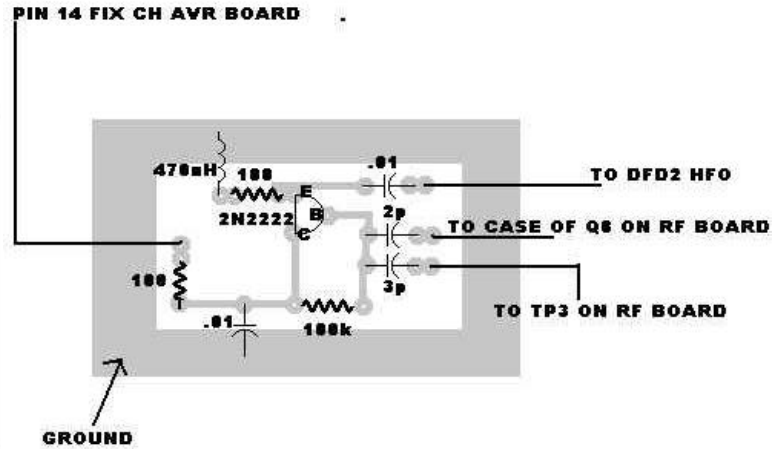 PIN 14 FIX CH AVR BOARD
470nH
100
.01
E
TO DFD2 HFO
2N2222
B
2p
C
TO CASE OF Q6 ON RF BOARD
100
3p
.01
100k
TO TP3 ON RF BOARD
GROUND